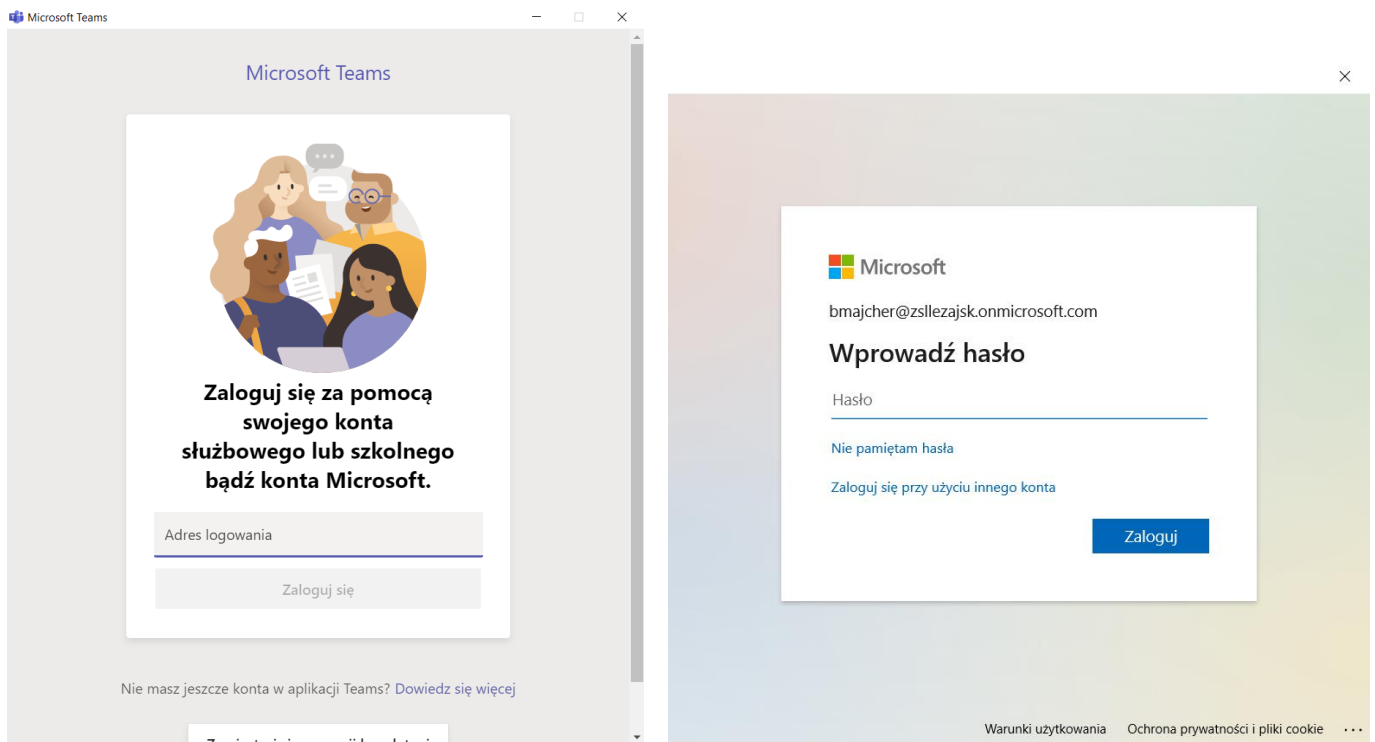 Microsoft Teams
Microsoft Teams
Zaloguj się za pomocą
swojego konta
służbowego lub szkolnego
bądź konta Microsoft.
Adres logowania
Zaloguj się
Nie masz jeszcze konta w aplikacji Teams? Dowiedz się więcej
Microsoft
bmajcher@zsllezajsk.onmicrosoft.com
Wprowadź hasło
Hasło
Nie pamiętam hasła
Zaloguj się przy użyciu innego konta
Zaloguj
Warunki użytkowania Ochrona prywatności i pliki cookie ...